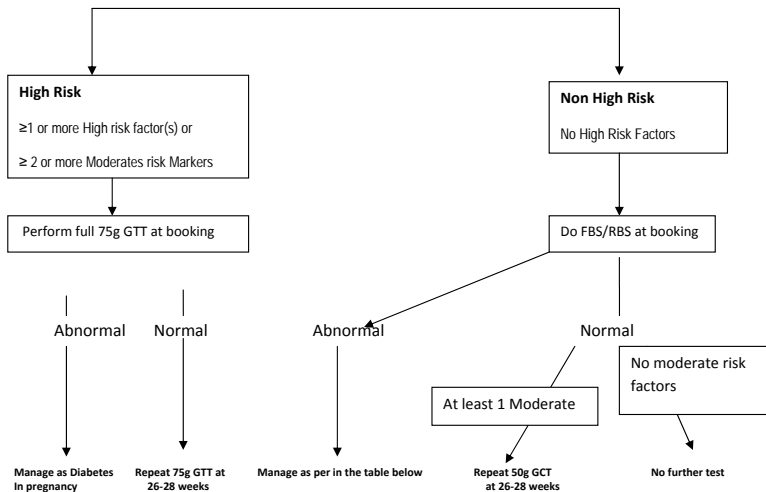 High Risk
≥1 or more High risk factor(s) or
≥ 2 or more Moderates risk Markers
Non High Risk
No High Risk Factors
Perform full 75g GTT at booking
Do FBS/RBS at booking
Abnormal
Normal
Abnormal
Normal
No moderate risk
factors
At least 1 Moderate
Manage as Diabetes
In pregnancy
Repeat 75g GTT at
26-28 weeks
Manage as per in the table below
Repeat 50g GCT
at 26-28 weeks
No further test